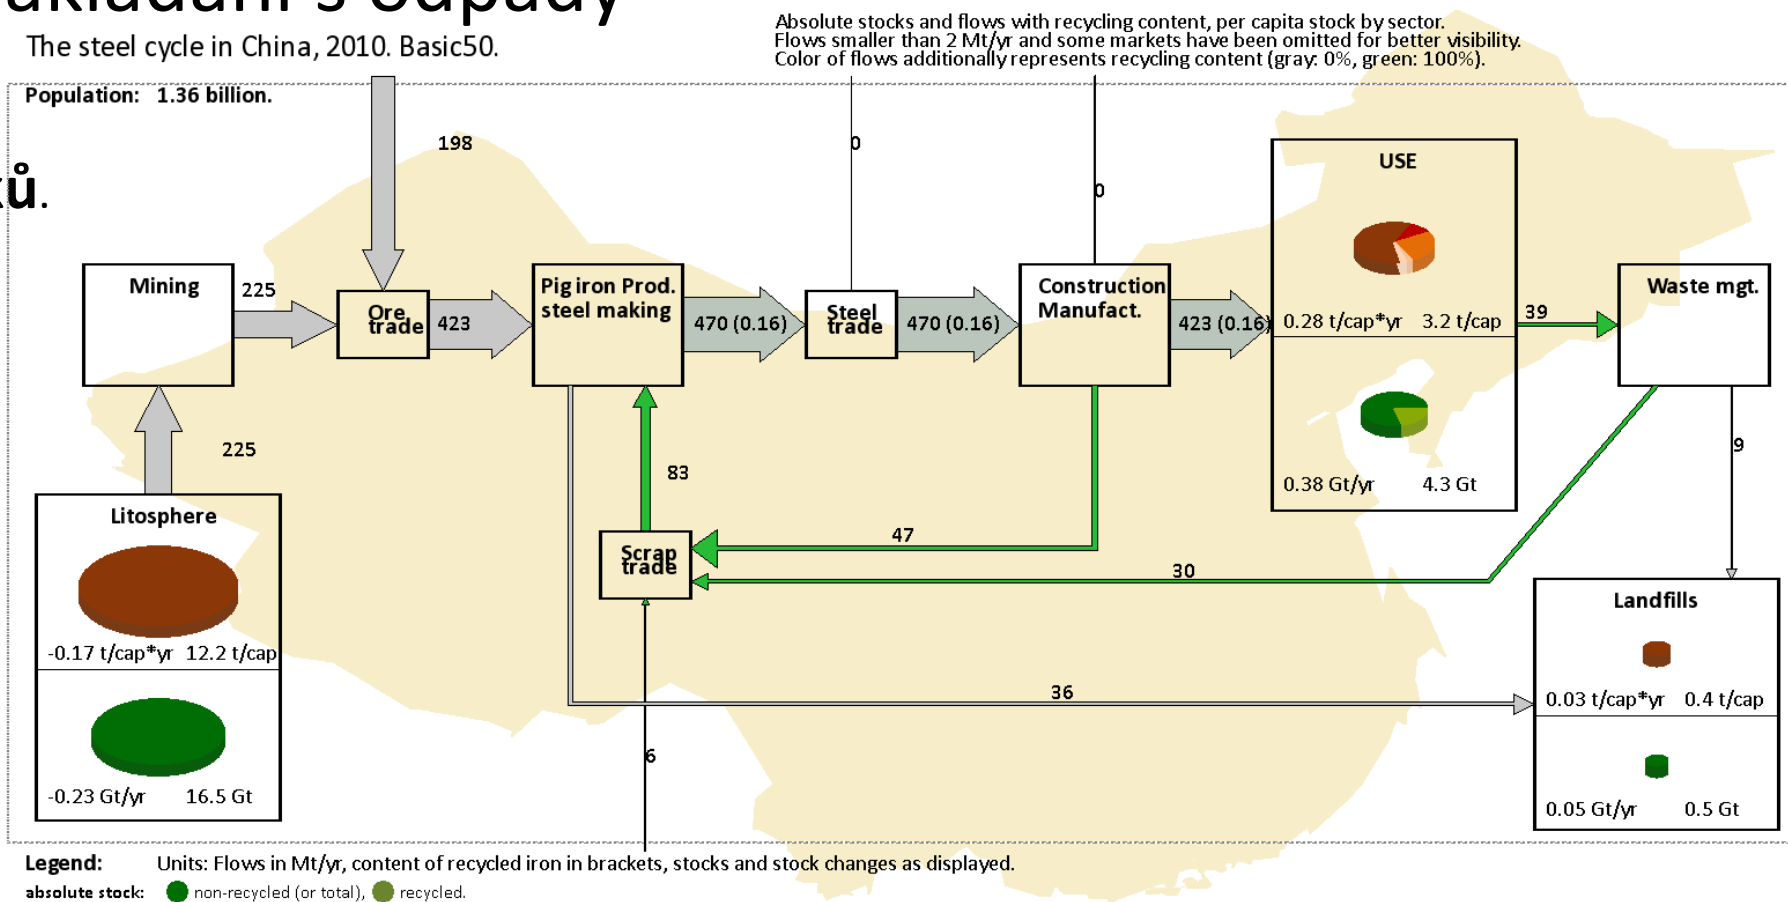 akládání s odpady
The steel cycle in China, 2010. Basic50.
Absolute stocks and flows with recycling content, per capita stock by sector.
Flows smaller than 2 Mt/yr and some markets have been omitted for better visibility.
Color of flows additionally represents recycling content (gray: 0%, green: 100%).
Population: 1.36 billion.
ů.
198
0
0
USE
0.28 t/cap*yr 3.2 t/cap
0.38 Gt/yr 4.3 Gt
Mining
225
Ore
trade
423
Pig iron Prod.
steel making
470 (0.16)
Steel
trade
470 (0.16)
Construction
Manufact.
423 (0.16)
39
Waste mgt.
9
225
83
Litosphere
-0.17 t/cap*yr 12.2 t/cap
-0.23 Gt/yr 16.5 Gt
Scrap
trade
47
30
36
6
Landfills
0.03 t/cap*yr 0.4 t/cap
0.05 Gt/yr 0.5 Gt
Legend: Units: Flows in Mt/yr, content of recycled iron in brackets, stocks and stock changes as displayed.
absolute stock: non-recycled (or total), recycled.